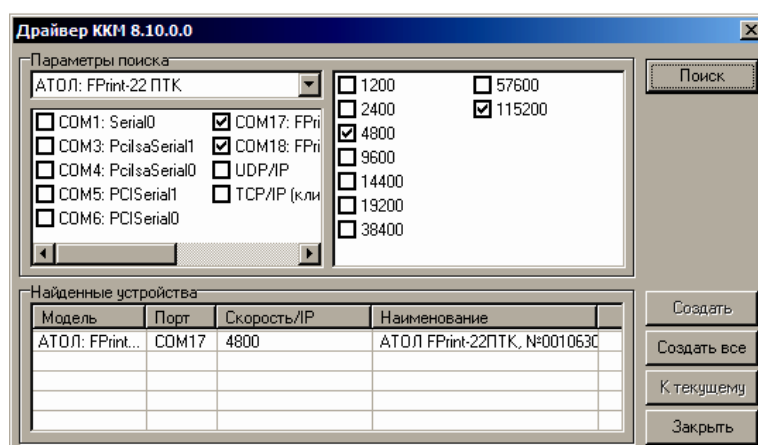 Драйвер ККМ 8.10.0.0
Параметры поиска
АТОЛ: FPrint-22 ПТК
COM1: Serial0
COM3: PciIsaSerial1
COM4: PciIsaSerial0
COM5: PCISerial1
COM6: PCISerial0
COM17: FPri
COM18: FPri
UDP/IP
TCP/IP (кли
1200
2400
4800
9600
14400
19200
38400
57600
115200
Поиск
Найденные устройства
Модель Порт Скорость/IP Наименование
АТОЛ: FPrint... COM17 4800 АТОЛ FPrint-22ПТК, №0010630
Создать
Создать все
К текущему
Закрыть